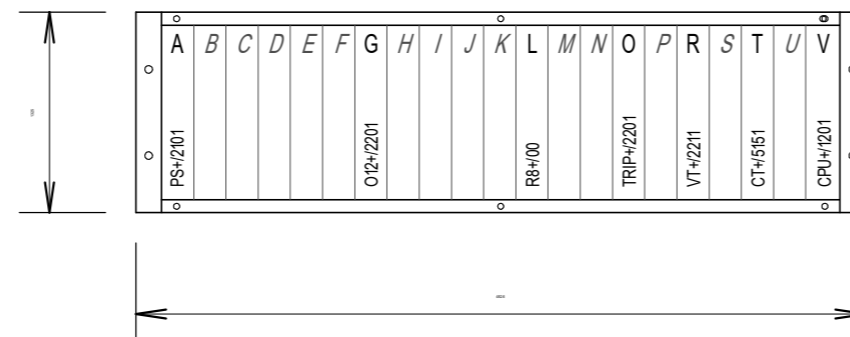 A B C D E F G H I J K L M N O P R S T U V
PS+/2101
O12+/2201
R8+/00
TRIP+/2201
VT+/2211
CT+/5151
CPU+/1201